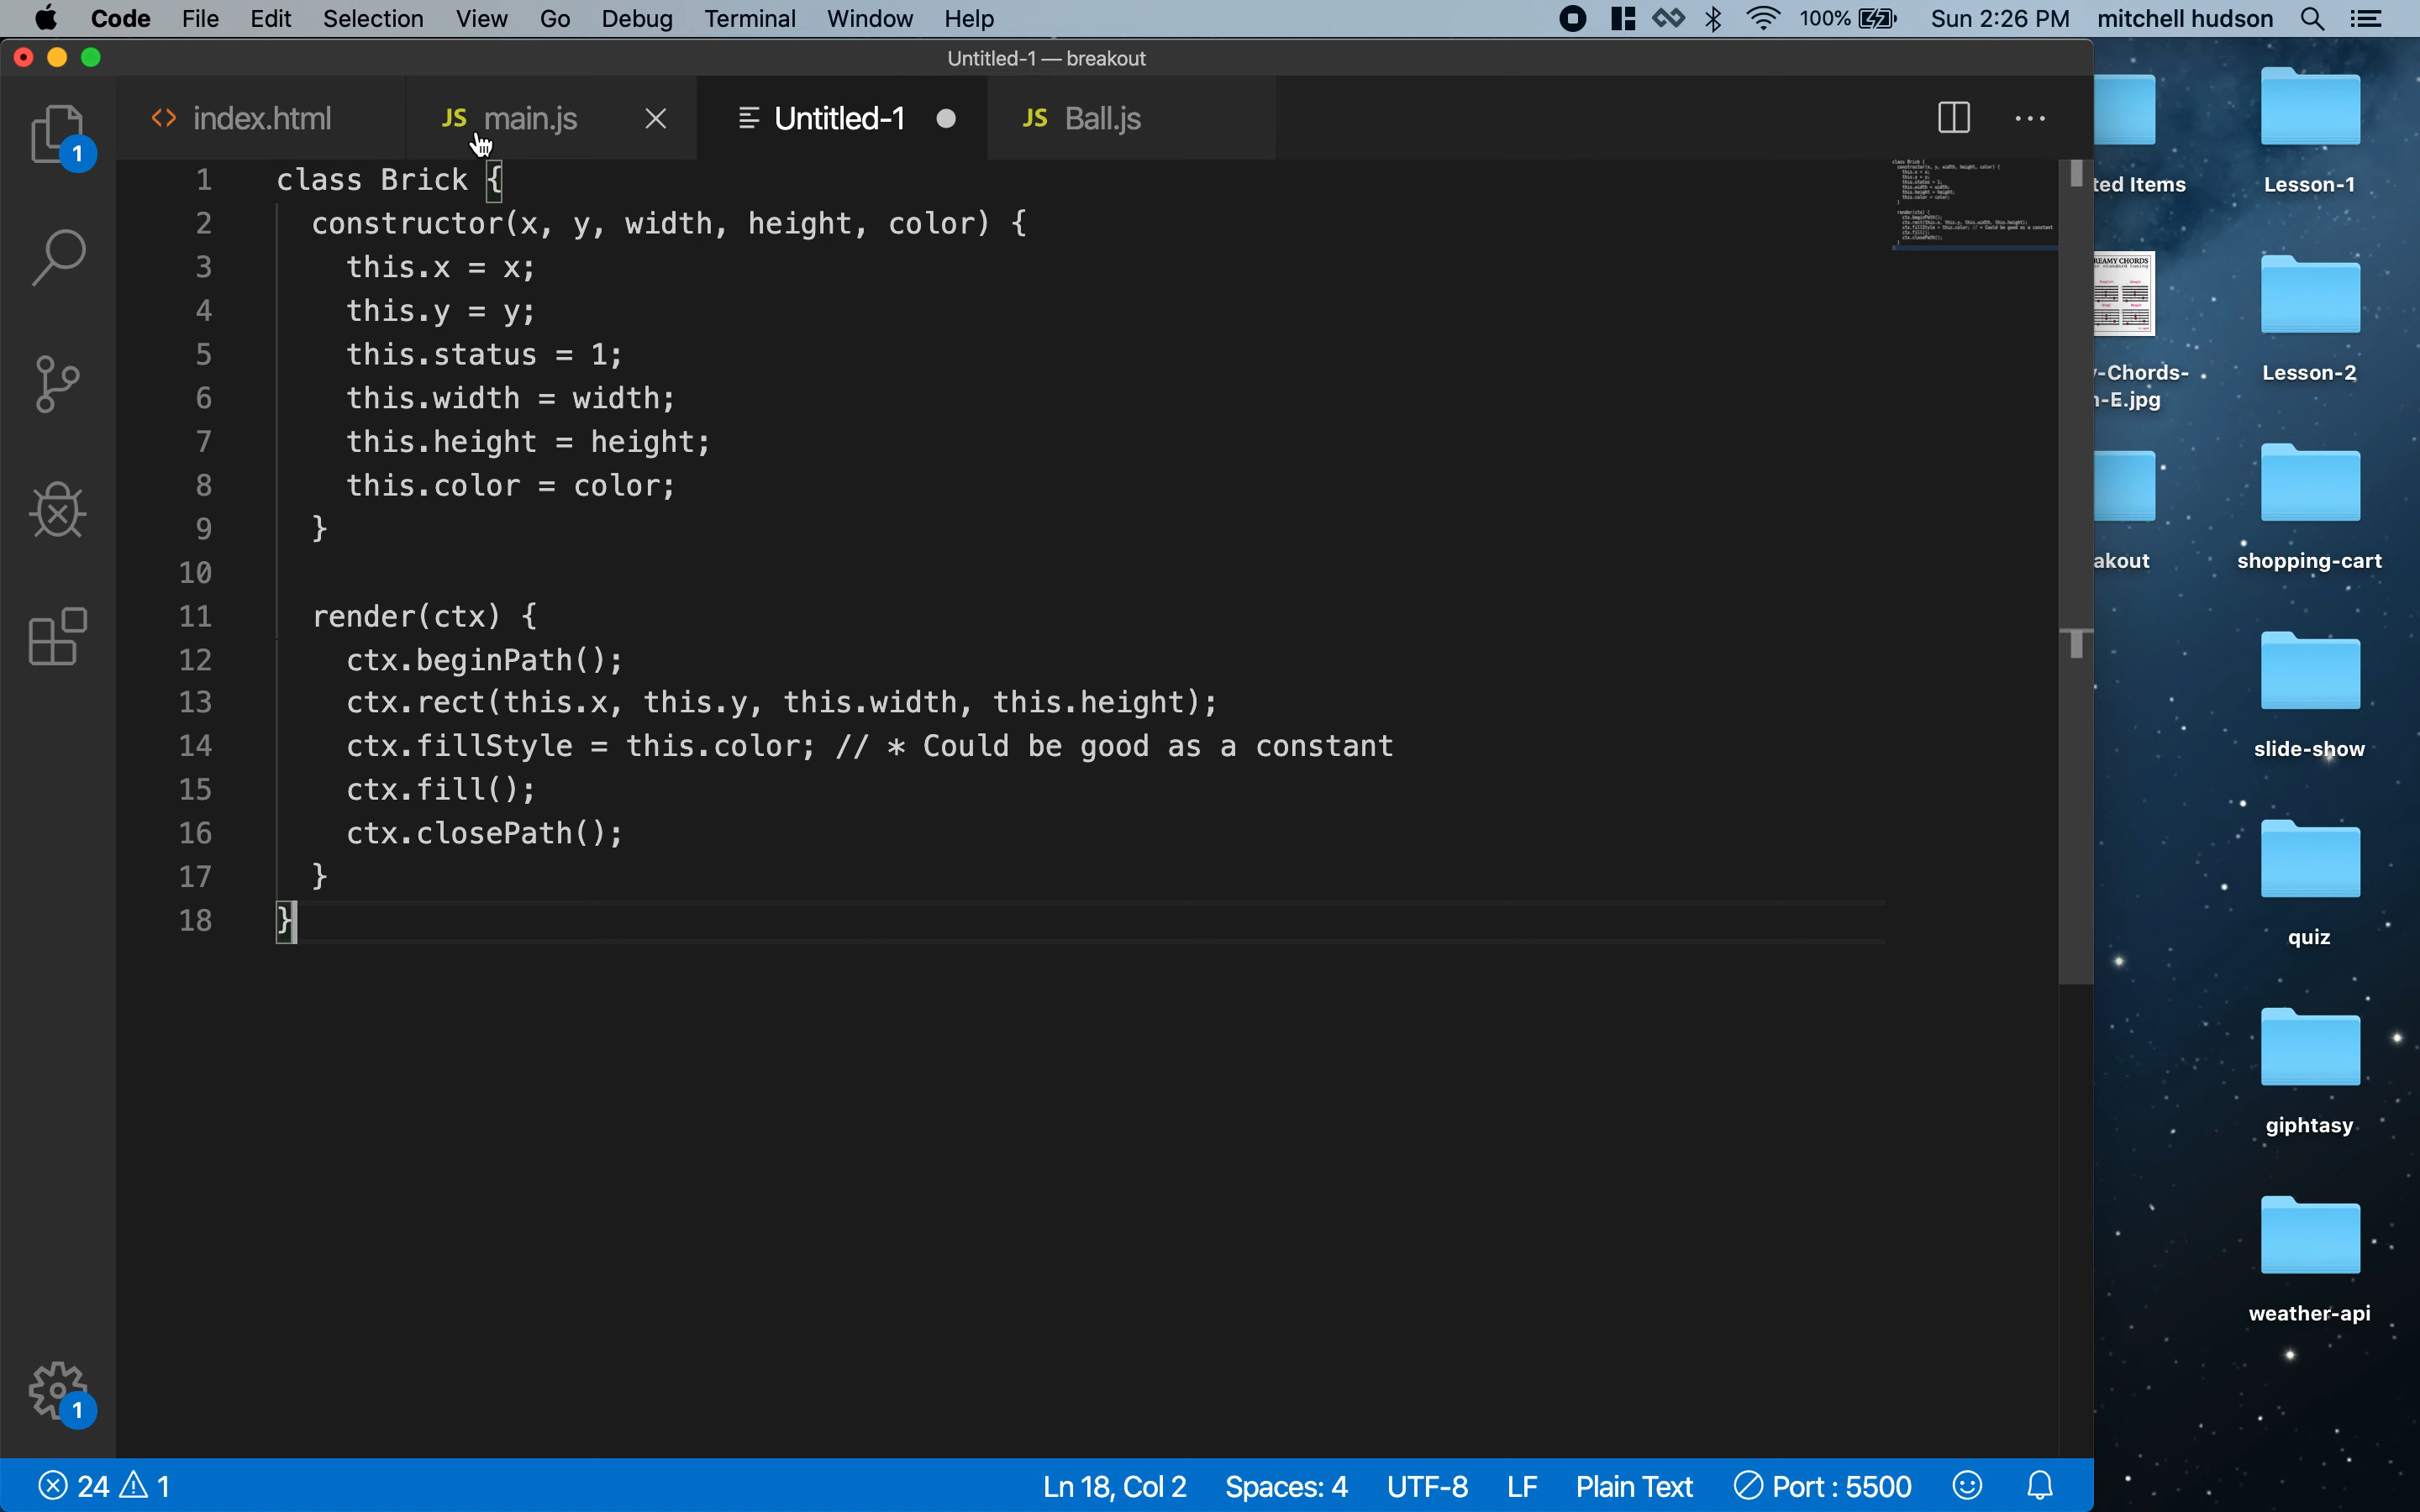 Code File Edit Selection View Go Debug Terminal Window Help 100% Sun 2:26 PM mitchell hudson
Untitled-1 — breakout
index.html JS main.js Untitled-1 JS Ball.js
1 class Brick {
2 constructor(x, y, width, height, color) {
3 this.x = x;
4 this.y = y;
5 this.status = 1;
6 this.width = width;
7 this.height = height;
8 this.color = color;
9 }
10
11 render(ctx) {
12 ctx.beginPath();
13 ctx.rect(this.x, this.y, this.width, this.height);
14 ctx.fillStyle = this.color; // * Could be good as a constant
15 ctx.fill();
16 ctx.closePath();
17 }
18 }
1
1
24 1 Ln 18, Col 2 Spaces: 4 UTF-8 LF Plain Text Port : 5500
ted Items
Lesson-1
REAMY CHORDS
y-Chords-
n-E.jpg
Lesson-2
akout
shopping-cart
slide-show
quiz
giphtasy
weather-api